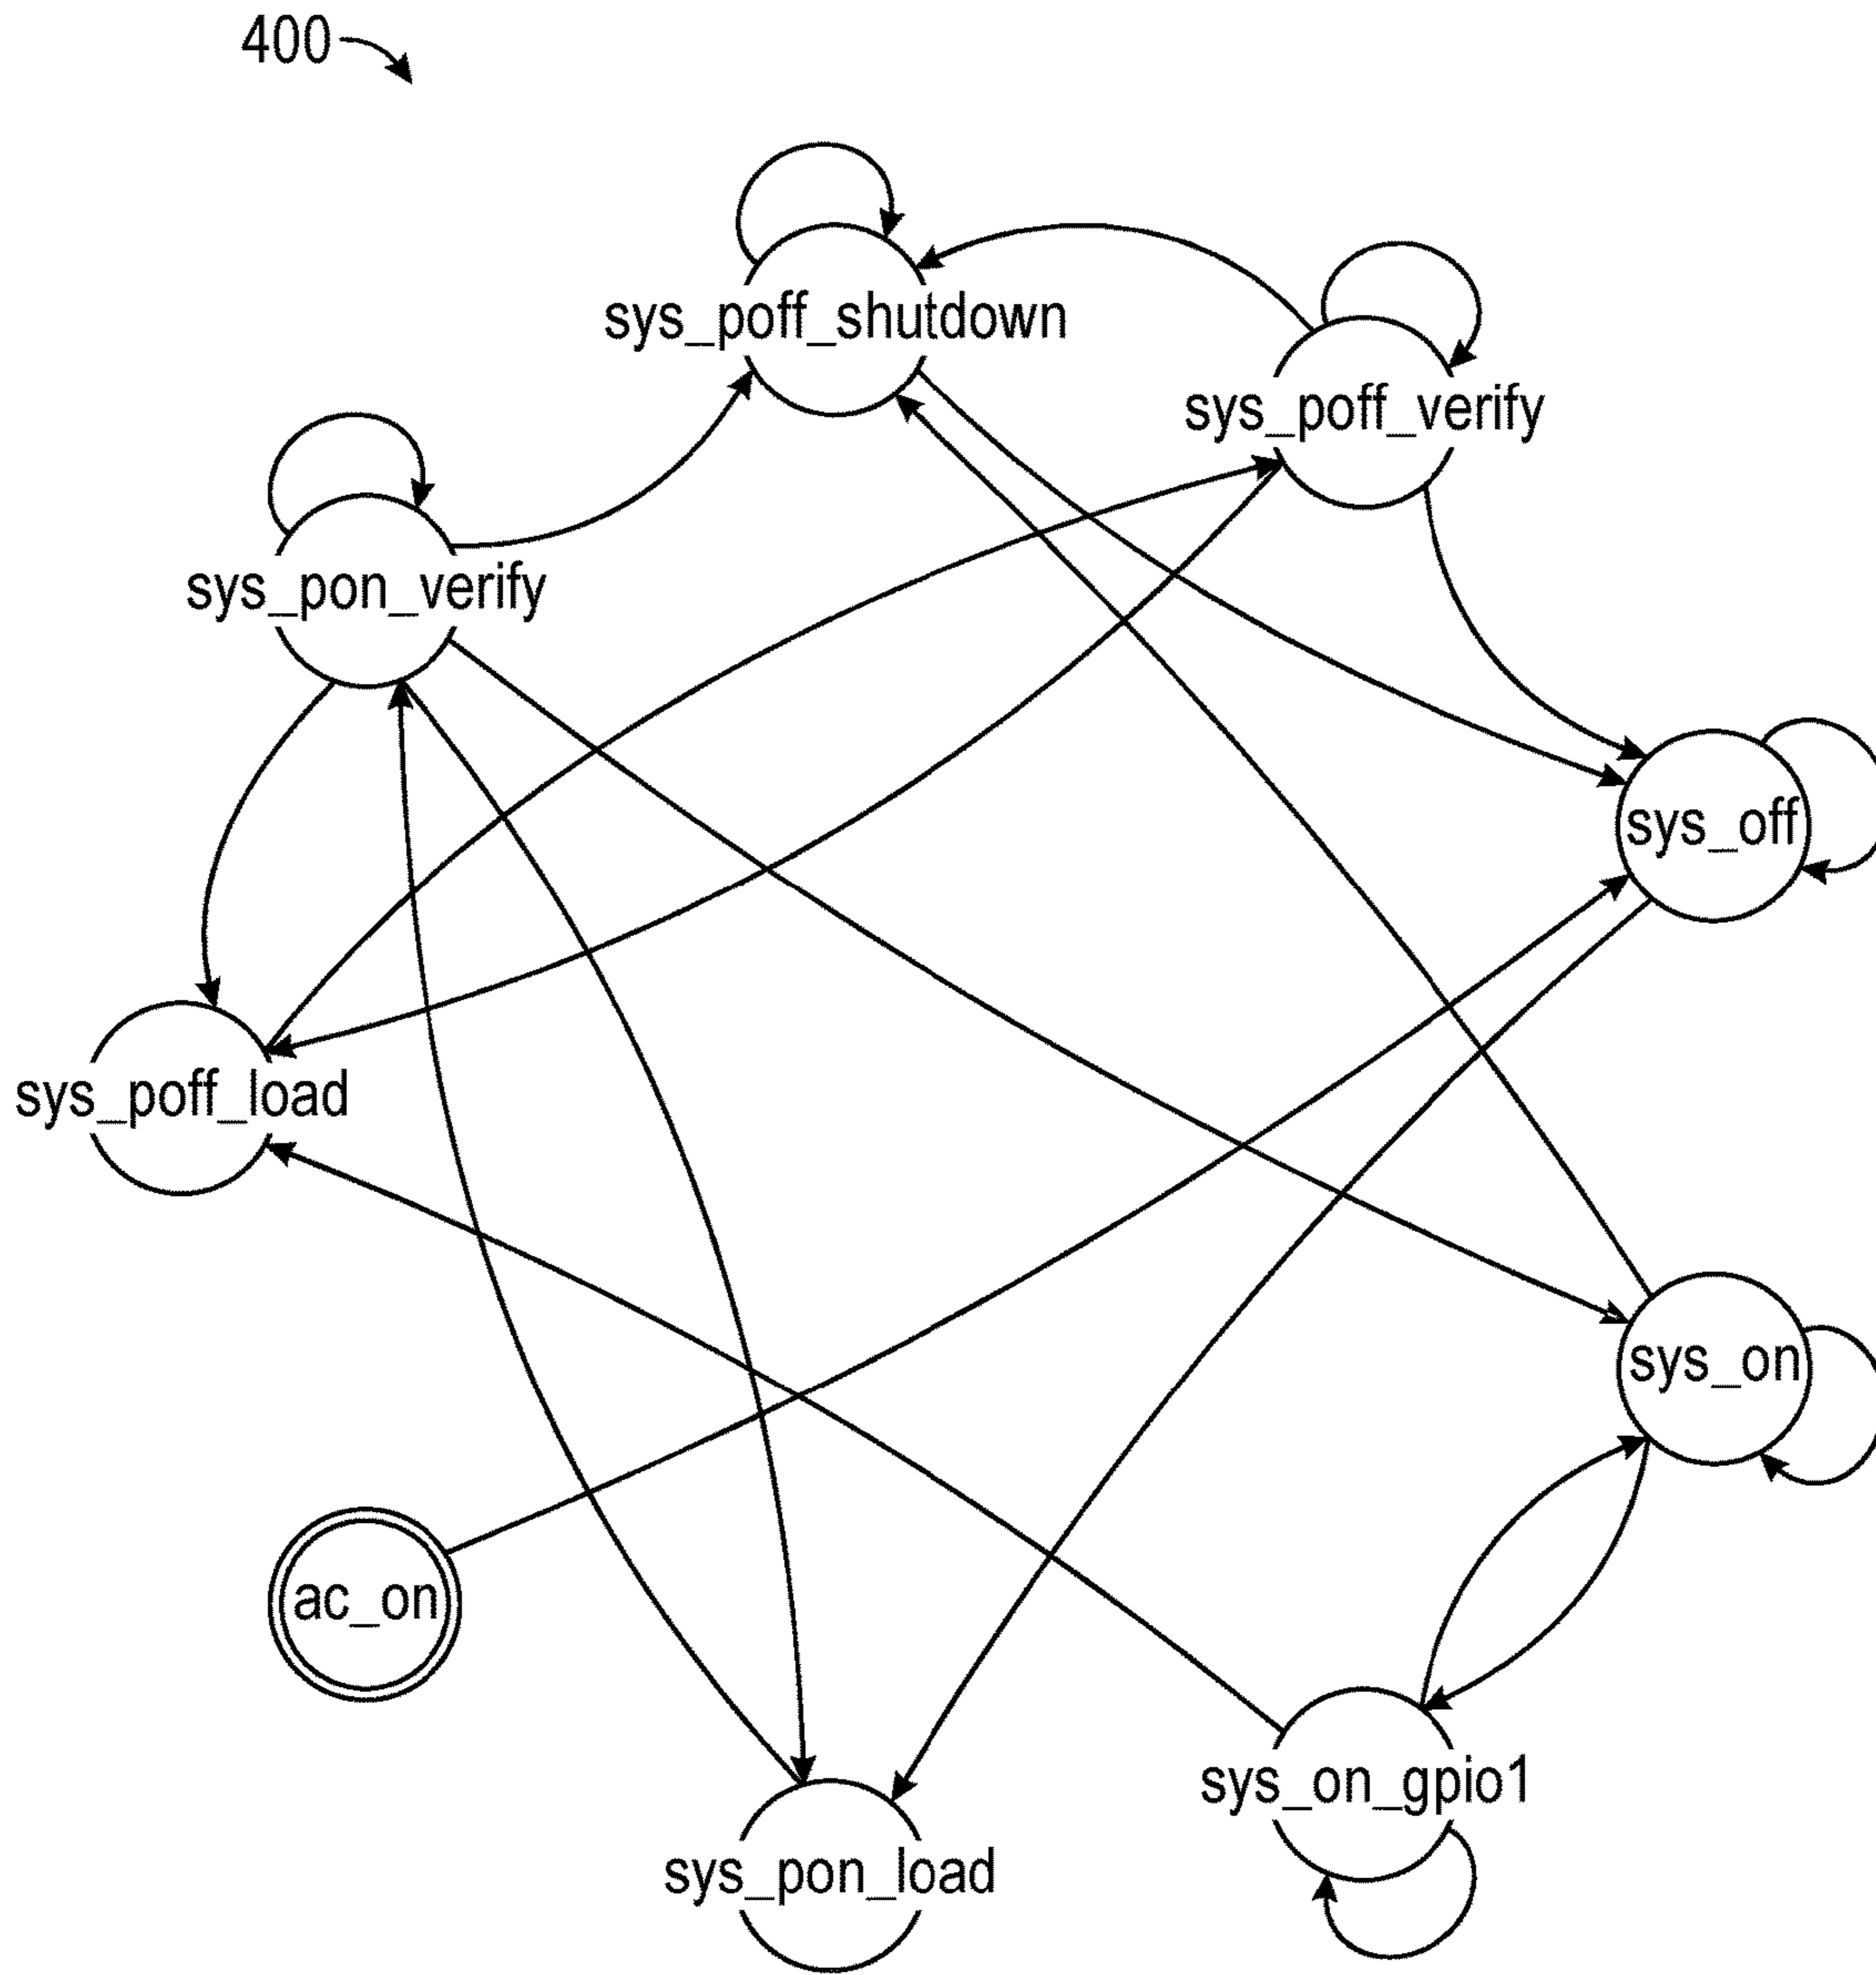 400
sys_poff_shutdown
sys_poff_verify
sys_pon_verify
sys_off
sys_poff_load
sys_on
ac_on
sys_on_gpio1
sys_pon_load